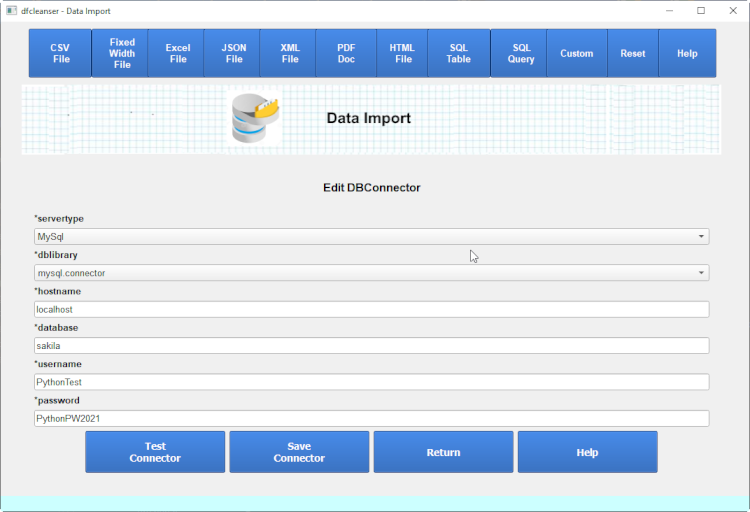 dfcleanser - Data Import
CSV
File
Fixed
Width
File
Excel
File
JSON
File
XML
File
PDF
Doc
HTML
File
SQL
Table
SQL
Query
Custom
Reset
Help
Data Import
Edit DBConnector
*servertype
MySql
*dblibrary
mysql.connector
*hostname
localhost
*database
sakila
*username
PythonTest
*password
PythonPW2021
Test
Connector
Save
Connector
Return
Help